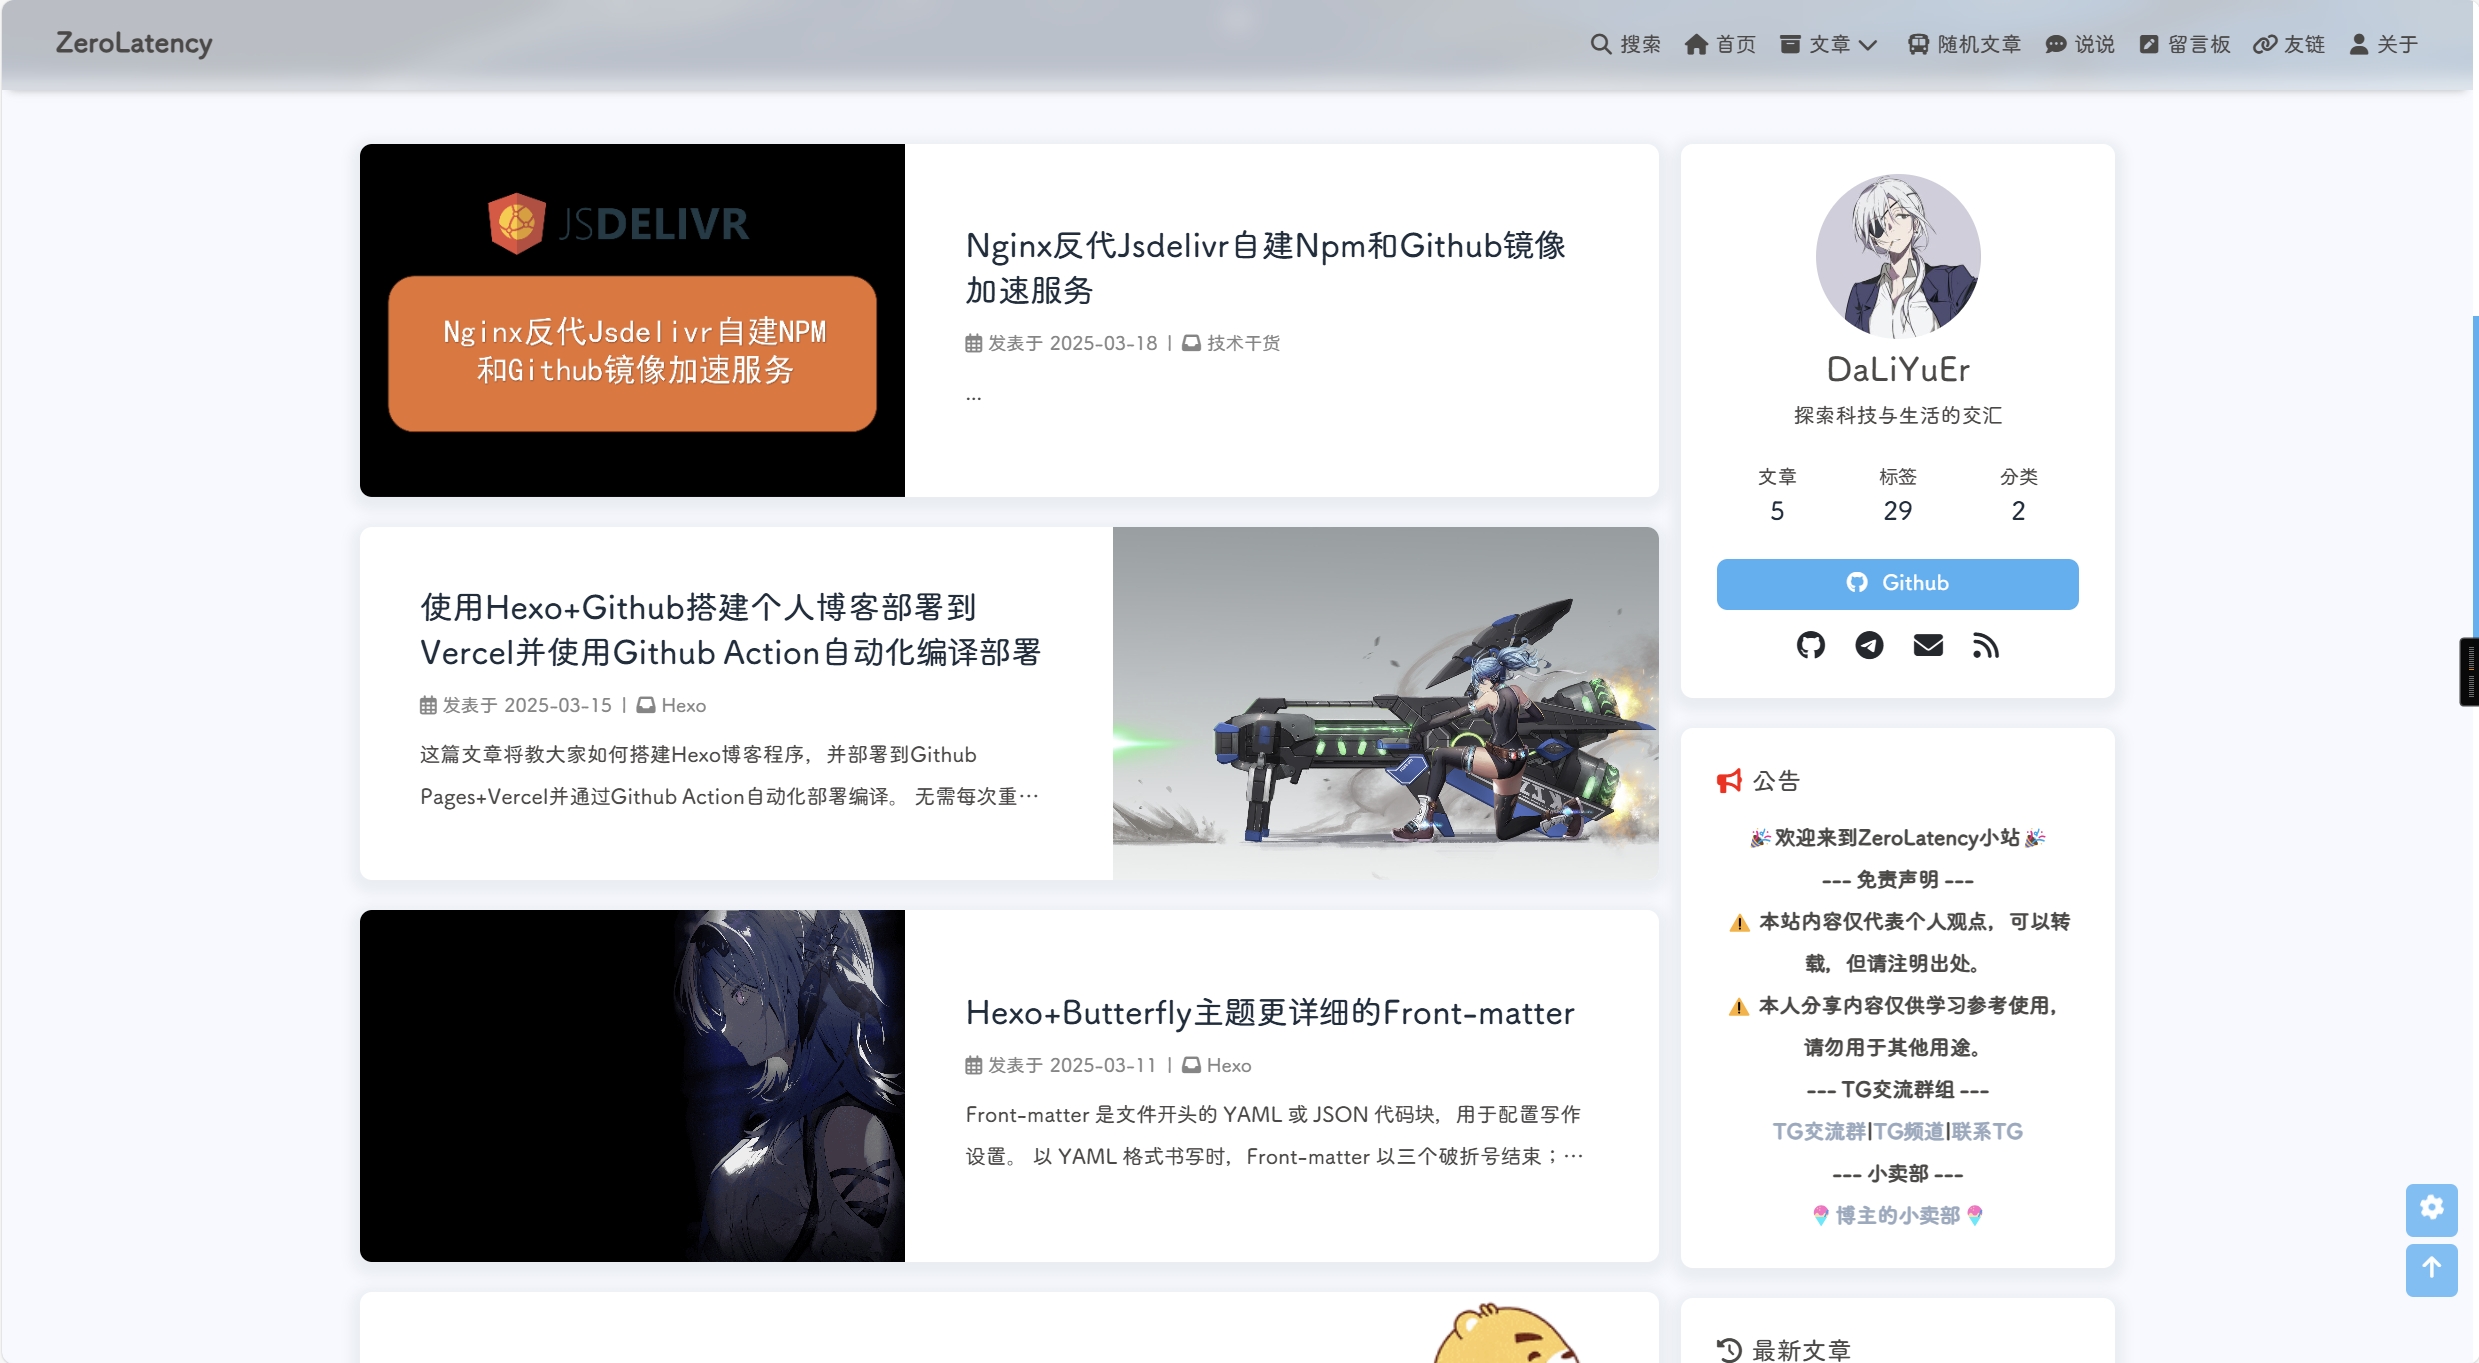 ZeroLatency
搜索 首页 文章 随机文章 说说 留言板 友链 关于
JSDELIVR
Nginx反代Jsdelivr自建NPM
和Github镜像加速服务
Nginx反代Jsdelivr自建Npm和Github镜像
加速服务
发表于 2025-03-18 | 技术干货
...
使用Hexo+Github搭建个人博客部署到
Vercel并使用Github Action自动化编译部署
发表于 2025-03-15 | Hexo
这篇文章将教大家如何搭建Hexo博客程序，并部署到Github
Pages+Vercel并通过Github Action自动化部署编译。 无需每次重…
Hexo+Butterfly主题更详细的Front-matter
发表于 2025-03-11 | Hexo
Front-matter 是文件开头的 YAML 或 JSON 代码块，用于配置写作
设置。 以 YAML 格式书写时，Front-matter 以三个破折号结束；…
DaLiYuEr
探索科技与生活的交汇
文章 标签 分类
5 29 2
Github
公告
🎉欢迎来到ZeroLatency小站🎉
--- 免责声明 ---
⚠️ 本站内容仅代表个人观点，可以转
载，但请注明出处。
⚠️ 本人分享内容仅供学习参考使用，
请勿用于其他用途。
--- TG交流群组 ---
TG交流群|TG频道|联系TG
--- 小卖部 ---
🍧 博主的小卖部 🍧
最新文章